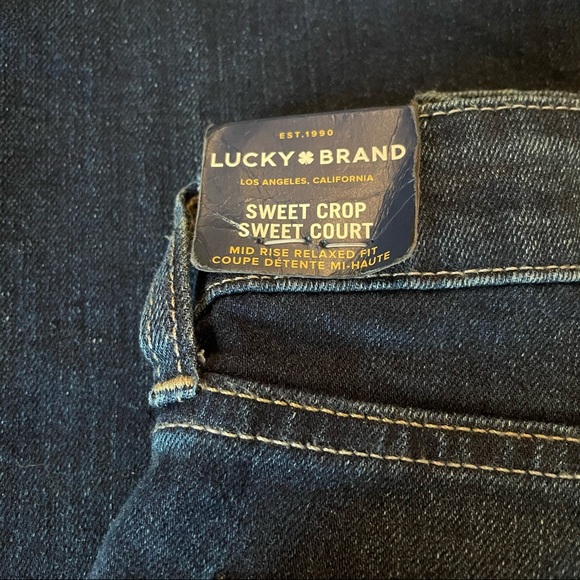 EST.1990
LUCKY BRAND
LOS ANGELES, CALIFORNIA
SWEET CROP
SWEET COURT
MID RISE RELAXED FIT
COUPE DÉTENTE MI-HAUTE